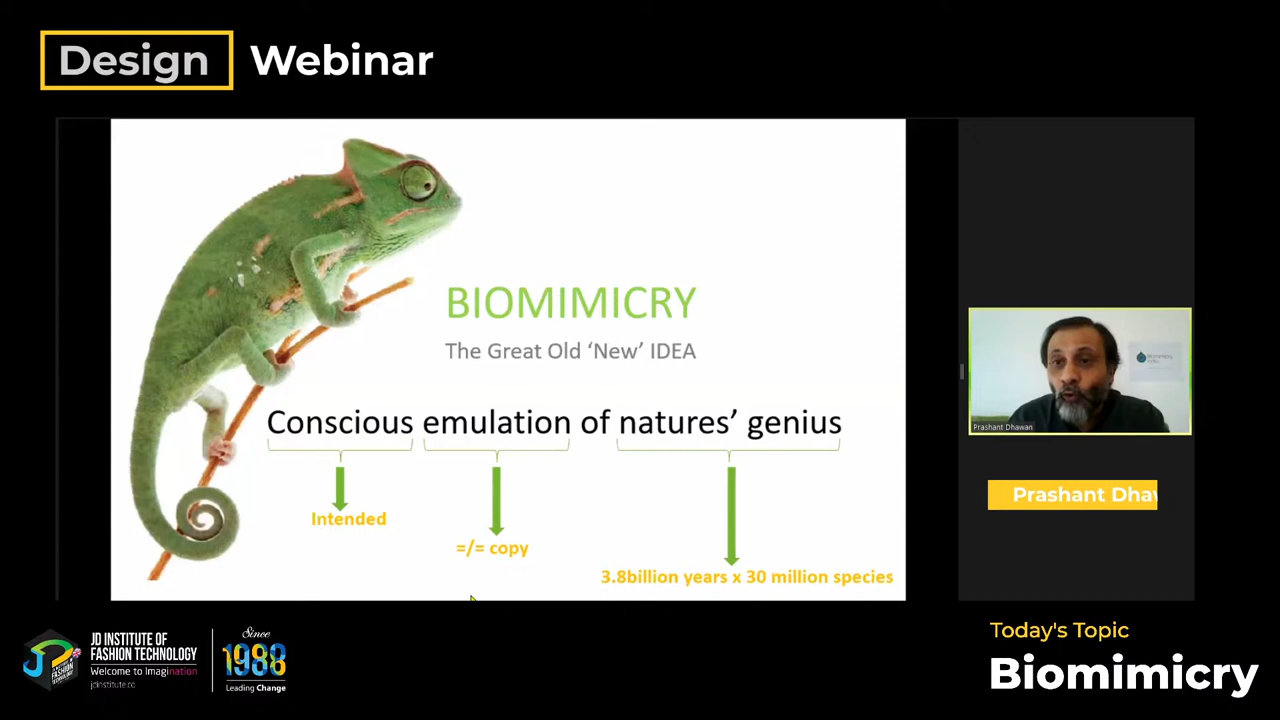 Design Webinar
BIOMIMICRY
The Great Old ‘New’ IDEA
Conscious emulation of natures’ genius
Intended
=/= copy
3.8billion years x 30 million species
Prashant Dhawan
Prashant Dha
JD INSTITUTE OF
FASHION TECHNOLOGY
Welcome to Imagination
jdinstitute.co
Since
1988
Leading Change
Today's Topic
Biomimicry